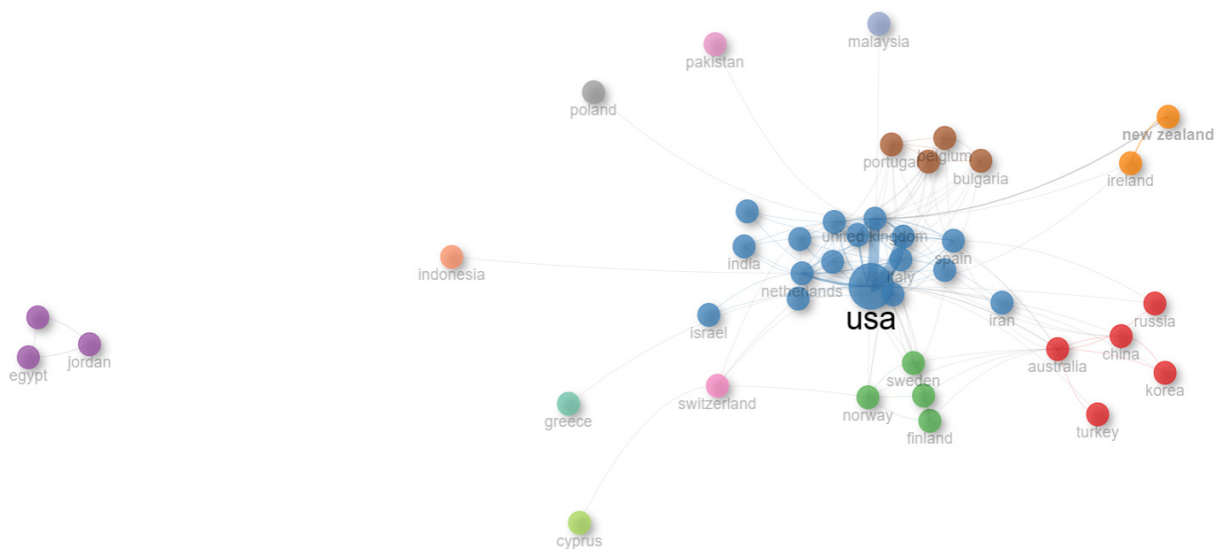 malaysia
pakistan
poland
new zealand
portugal
belgium
bulgaria
ireland
united kingdom
india
spain
indonesia
italy
netherlands
usa
israel
iran
russia
jordan
egypt
china
australia
sweden
korea
switzerland
norway
greece
turkey
finland
cyprus